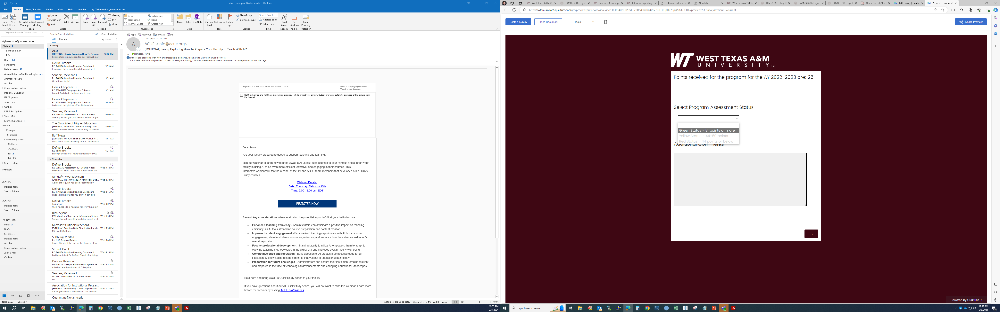 Inbox - jhampton@wtamu.edu - Outlook
File Home Send / Receive Folder View Help Acrobat Tell me what you want to do
New Email New Items Schedule a Meeting Start Instant Meeting Ignore Clean Up Junk Delete Archive Reply Reply All Forward Meeting IM More
to do Team Email Reply & Delete To Manager Done Create New
Move Rules OneNote Unread/ Read Categorize Follow Up New Group Browse Groups Search People Address Book Filter Email Read Aloud Get Add-ins Report Phishing
New Zoom Delete Respond Quick Steps Move Tags Groups Find Speech Add-ins Protection
Drag Your Favorite Folders Here
jhampton@wtamu.edu
Inbox 1
Brett Goldman
PDs
Drafts [47]
Sent Items
Deleted Items 58
Accreditation in Southern High... 597
Aramark Receipts
Archive
Conversation History
Informer Deliveries
IPEDS groups
Junk Email
Outbox
RSS Subscriptions
Spam Mail
Mom's Calendars 1
to do
Changes
TSI project
Upcoming Travel
Air Forum
SACSCOC
Tair 2
TxAHEA
Search Folders
Groups
2018
Deleted Items
Search Folders
2020
Deleted Items
Search Folders
CBM-Mail
Inbox 5
Drafts
Sent Items
Deleted Items
Archive
Conversation History
Junk E-Mail
Outbox
Items: 57,274 Unread: 1
Search Current Mailbox Current Mailbox
All Unread By Date
Today
ACUE
[EXTERNAL] Jarvis, Exploring How To Prepar... 12:02 PM
Registration is now open for our first webinar
DePue, Brooke
RE: TxAHEA Location Planning Dashboard 9:55 AM
It appears this removal is a bit manual, as I
Sanders, Mckenna E.
Re: TxAHEA Location Planning Dashboard 9:51 AM
Great idea, Jarvis!
Flores, Cheyenne D.
RE: 2024 NSSE Campaign Ads & Posters 9:51 AM
I can definitely do that and see if I can
Flores, Cheyenne D.
RE: 2024 NSSE Campaign Ads & Posters 9:09 AM
I retrieved this picture off of Pinterest and
Sanders, Mckenna E.
Re: WTAMU Assessment 101 Course Videos 9:00 AM
Thank y'all! I'm glad you liked it! The WT logo
The Chronicle of Higher Education
[EXTERNAL] Reminder: Chronicle Survey Dead... 8:40 AM
Dear Chronicle Reader: I am writing to remind
Buff News
[Subscribe] WT FLAG HALF-STAFF NOTICE / T... 8:01 AM
West Texas A&M University Professor Emeritus
DePue, Brooke
RE: Tomorrow 6:24 AM
Enjoy your day off! I hope the travels to DFW
Yesterday
DePue, Brooke
RE: WTAMU Assessment 101 Course Videos Wed 9:18 PM
McKenna!!! How cool is this video!! I love the
tamus@myworkday.com
[EXTERNAL] Time Off Request for Brooke Dep... Wed 8:38 PM
A time off request has been submitted by
DePue, Brooke
RE: TxAHEA Location Planning Dashboard Wed 8:15 PM
I hope it is helpful for you guys! It can also
DePue, Brooke
Tomorrow Wed 8:07 PM
Well, Annabelle is negative for everything just
Ries, Alyson
FW: Minutes of Enterprise Information Syste... Wed 6:53 PM
Sonya, I'm not sure if I articulated myself well.
Microsoft Outlook Reactions
[EXTERNAL] Reaction Daily Digest - Wednesd... Wed 5:39 PM
Microsoft Outlook
Subburaj, Vinitha
Re: NSG Proposal Tables Wed 5:08 PM
Jarvis, We used the spreadsheet you sent to
Stroud, Dan I.
RE: TxAHEA Location Planning Dashboard Wed 4:13 PM
Pretty cool stuff Dr. DePue! Thanks for doing
Duncan, Raymond
Minutes of Enterprise Information Systems G... Wed 3:57 PM
Attached are the minutes of Enterprise
Sanders, Mckenna E.
WTAMU Assessment 101 Course Videos Wed 3:41 PM
Hi!
Association for Institutional Resear...
[EXTERNAL] Announcing a New Organization... Wed 3:33 PM
AIR Organizational Membership has Arrived!
Quarantine@wtamu.edu
Reply Reply All Forward IM
Thu 2/8/2024 12:02 PM
A
ACUE <info@acue.org>
[EXTERNAL] Jarvis, Exploring How To Prepare Your Faculty to Teach With AI?
To Hampton, Jarvis
If there are problems with how this message is displayed, click here to view it in a web browser.
Click here to download pictures. To help protect your privacy, Outlook prevented automatic download of some pictures in this message.
Registration is now open for our first webinar of 2024
Email not displaying correctly?
View it in your browser
Right-click or tap and hold here to download pictures. To help protect your privacy, Outlook prevented automatic download of this picture from
the Internet.
Dear Jarvis,
Are your faculty prepared to use AI to support teaching and learning?
Join our webinar to learn how to bring ACUE's AI Quick Study courses to your campus and support your
faculty in using AI to be even more efficient, effective, and engaging in their courses. This
interactive webinar will feature a panel of faculty and ACUE team members that developed our AI Quick
Study courses.
Webinar Details:
Date: Thursday, February 15th
Time: 2:00 - 3:00 pm, EDT
REGISTER NOW
Several key considerations when evaluating the potential impact of AI at your institution are:
• Enhanced teaching efficiency - Administrators can anticipate a positive impact on teaching
efficiency, as AI tools streamline course preparation and content creation.
• Improved student engagement - Personalized learning experiences with AI boost student
engagement, elevate students' course experiences, and enhance how they view an institution's
overall reputation.
• Faculty professional development - Training faculty to utilize AI empowers them to adapt to
evolving teaching methodologies in the digital era and improves overall faculty well-being.
• Competitive edge and reputation - Early adoption of AI creates a competitive edge for an
institution by showcasing a commitment to innovations in educational technology.
• Preparation for future challenges - Administrators can ensure their institution remains resilient
and prepared in the face of technological advancements and changing educational landscapes.
Be a hero and bring ACUE's Quick Study series to your faculty.
If you have questions about our AI Quick Study series, you will not want to miss this webinar. Learn more
before the webinar by visiting ACUE.org/ai-series.
All folders are up to date. Connected to: Microsoft Exchange 100%
12:53 PM
2/8/2024
West Texas A&M U TAMUS SSO : Logo Informer Reporting Informer Reporting Folder: / - wtamu.e New tab West Texas A&M U TAMUS SSO : Logo TAMUS SSO : Logo TAMUS SSO : Logo Quick-Find 2024.p Edit Survey | Qualt Preview - Qualtrics
https://wtamuuw.az1.qualtrics.com/jfe/preview/previewId/4da94bc2-060f-4dc6-b1bd-2e30bd8beb04/SV_1ZFL0HpH07SpQS8?Q_CHL=preview&Q_SurveyVersionID=current
Restart Survey Place Bookmark Tools Share Preview
WT WEST TEXAS A&M
UNIVERSITY TM
Points received for the program for the AY 2022-2023 are: 25
Select Program Assessment Status
Green Status - 81 points or more
Yellow Status - 44-80 points
Red Status - 44 points or below
Additional Comments
→
Powered by Qualtrics
Type here to search
12:53 PM
2/8/2024